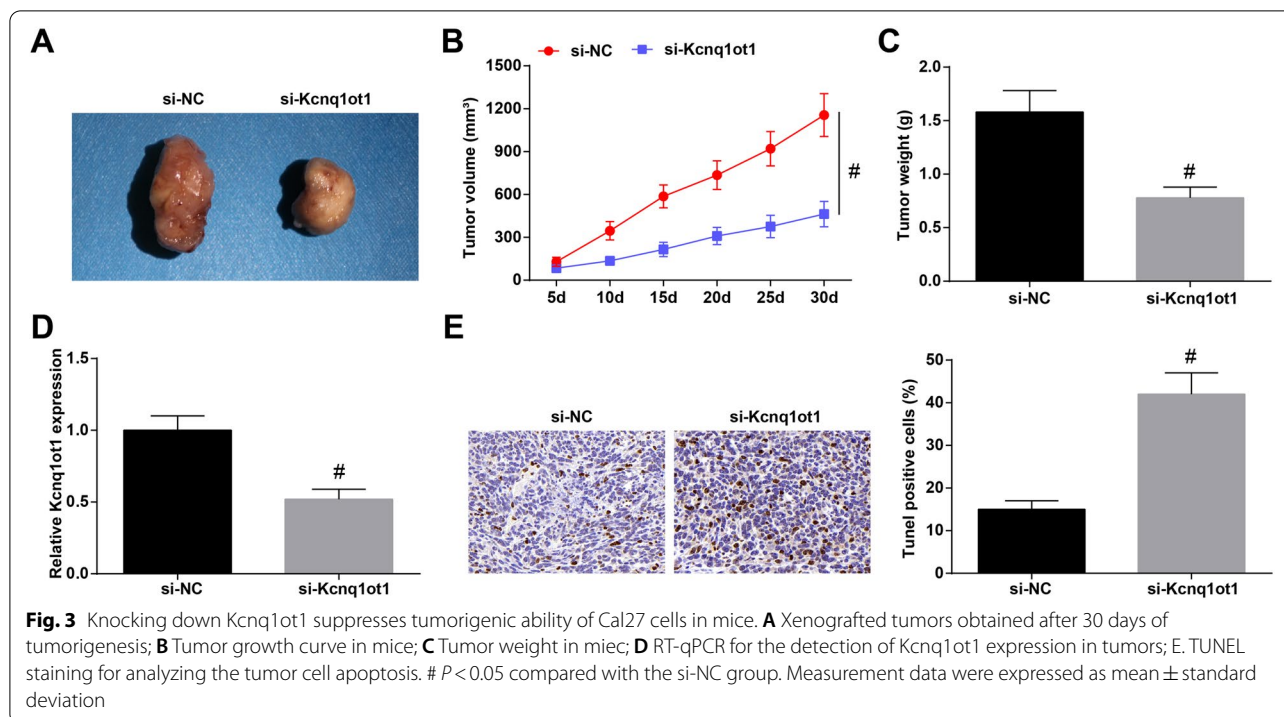 A
si-NC
si-Kcnq1ot1
B
si-NC
si-Kcnq1ot1
Tumor volume (mm³)
1500
1200
900
600
300
0
5d
10d
15d
20d
25d
30d
#
C
Tumor weight (g)
2.0
1.5
1.0
0.5
0.0
#
si-NC
si-Kcnq1ot1
D
Relative Kcnq1ot1 expression
1.5
1.0
0.5
0.0
#
si-NC
si-Kcnq1ot1
E
si-NC
si-Kcnq1ot1
Tunel positive cells (%)
50
40
30
20
10
0
#
si-NC
si-Kcnq1ot1
Fig. 3 Knocking down Kcnq1ot1 suppresses tumorigenic ability of Cal27 cells in mice. A Xenografted tumors obtained after 30 days of
tumorigenesis; B Tumor growth curve in mice; C Tumor weight in miec; D RT-qPCR for the detection of Kcnq1ot1 expression in tumors; E. TUNEL
staining for analyzing the tumor cell apoptosis. # P < 0.05 compared with the si-NC group. Measurement data were expressed as mean ± standard
deviation